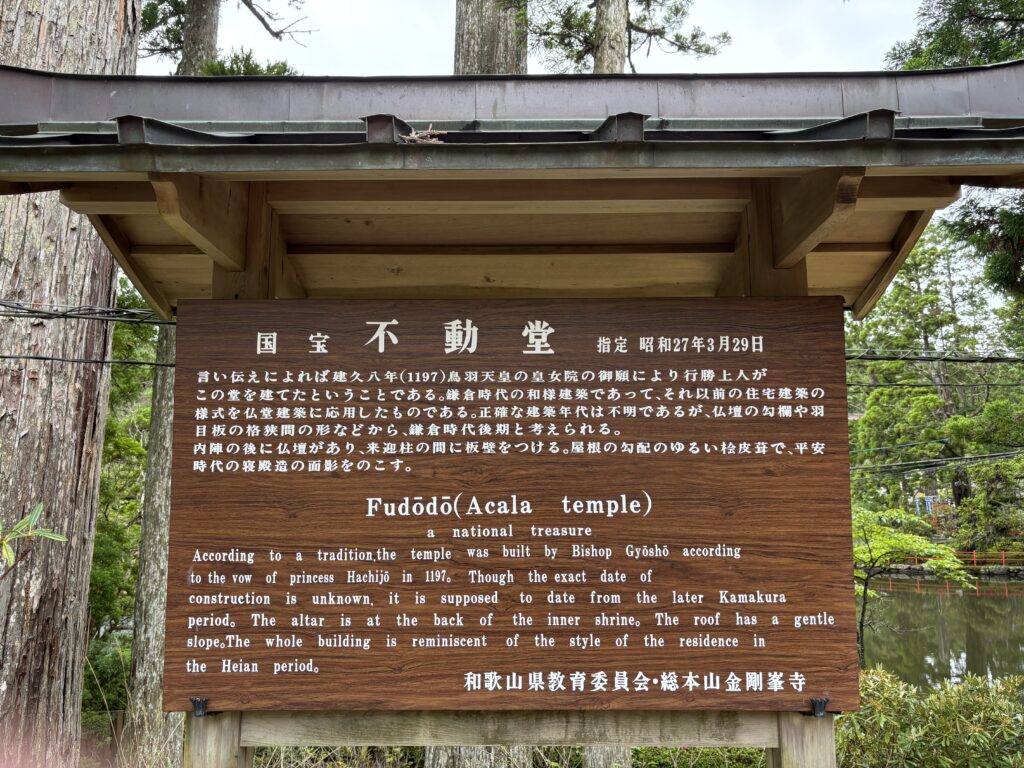 国宝 不動堂 指定 昭和27年3月29日
言い伝えによれば建久八年(1197)鳥羽天皇の皇女院の御願により行勝上人が
この堂を建てたということである。鎌倉時代の和様建築であって、それ以前の住宅建築の
様式を仏堂建築に応用したものである。正確な建築年代は不明であるが、仏壇の勾欄や羽
目板の格狭間の形などから、鎌倉時代後期と考えられる。
内陣の後に仏壇があり、来迎柱の間に板壁をつける。屋根の勾配のゆるい桧皮葺で、平安
時代の寝殿造の面影をのこす。
Fudōdō(Acala temple)
a national treasure
According to a tradition,the temple was built by Bishop Gyōshō according
to the vow of princess Hachijō in 1197。 Though the exact date of
construction is unknown, it is supposed to date from the later Kamakura
period。 The altar is at the back of the inner shrine。 The roof has a gentle
slope。The whole building is reminiscent of the style of the residence in
the Heian period。
和歌山県教育委員会・総本山金剛峯寺